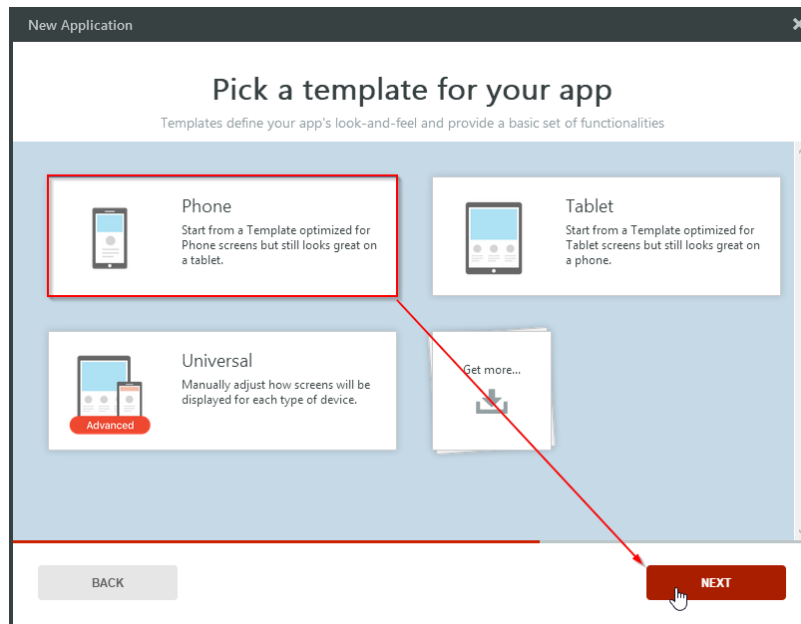 New Application
Pick a template for your app
Templates define your app's look-and-feel and provide a basic set of functionalities
Phone
Start from a Template optimized for
Phone screens but still looks great on
a tablet.
Tablet
Start from a Template optimized for
Tablet screens but still looks great on
a phone.
Universal
Manually adjust how screens will be
displayed for each type of device.
Advanced
Get more...
BACK
NEXT